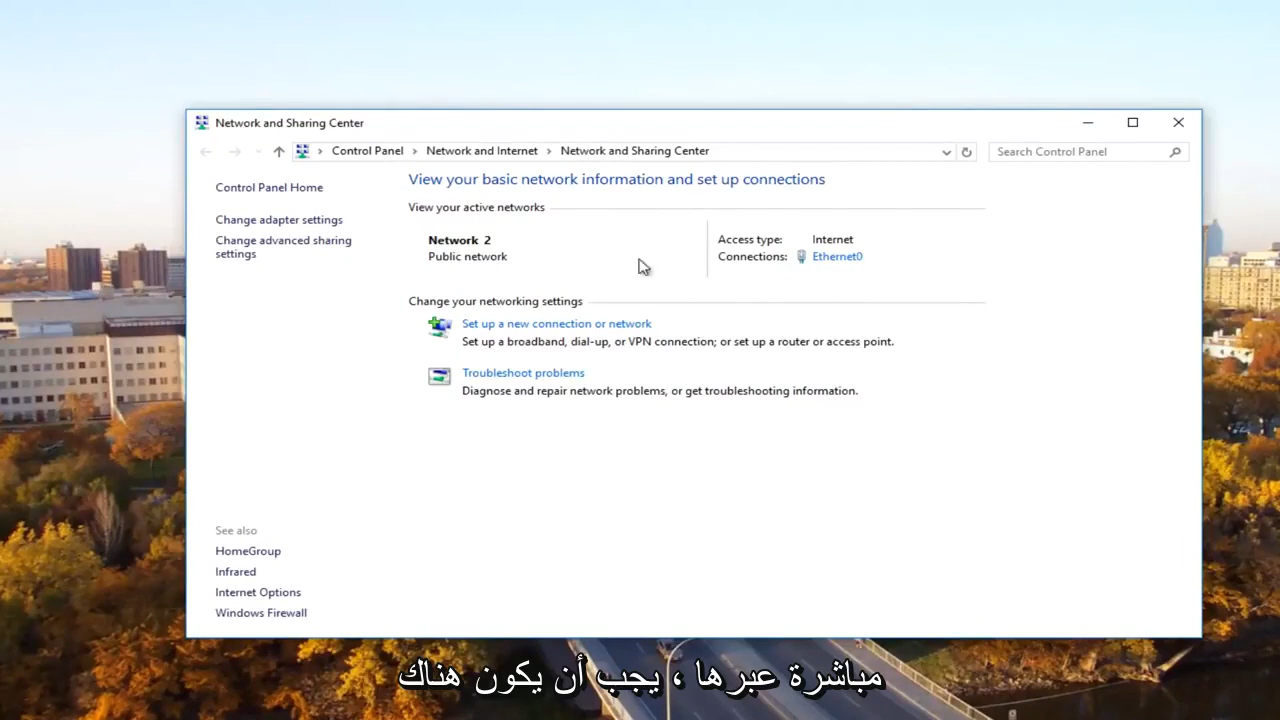 Network and Sharing Center
Control Panel > Network and Internet > Network and Sharing Center
Search Control Panel
Control Panel Home
Change adapter settings
Change advanced sharing
settings
View your basic network information and set up connections
View your active networks
Network 2
Public network
Access type: Internet
Connections: Ethernet0
Change your networking settings
Set up a new connection or network
Set up a broadband, dial-up, or VPN connection; or set up a router or access point.
Troubleshoot problems
Diagnose and repair network problems, or get troubleshooting information.
See also
HomeGroup
Infrared
Internet Options
Windows Firewall
مباشرة عبرها ، يجب أن يكون هناك